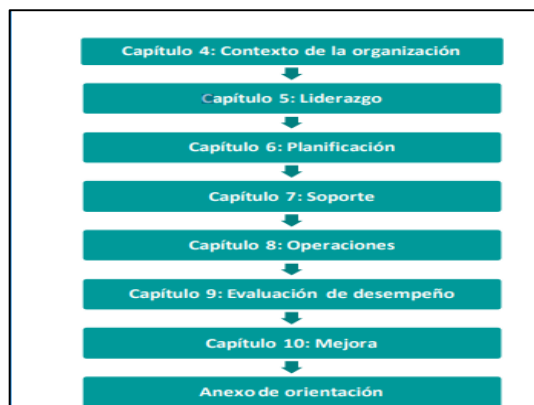 Capítulo 4: Contexto de la organización
Capítulo 5: Liderazgo
Capítulo 6: Planificación
Capítulo 7: Soporte
Capítulo 8: Operaciones
Capítulo 9: Evaluación de desempeño
Capítulo 10: Mejora
Anexo de orientación